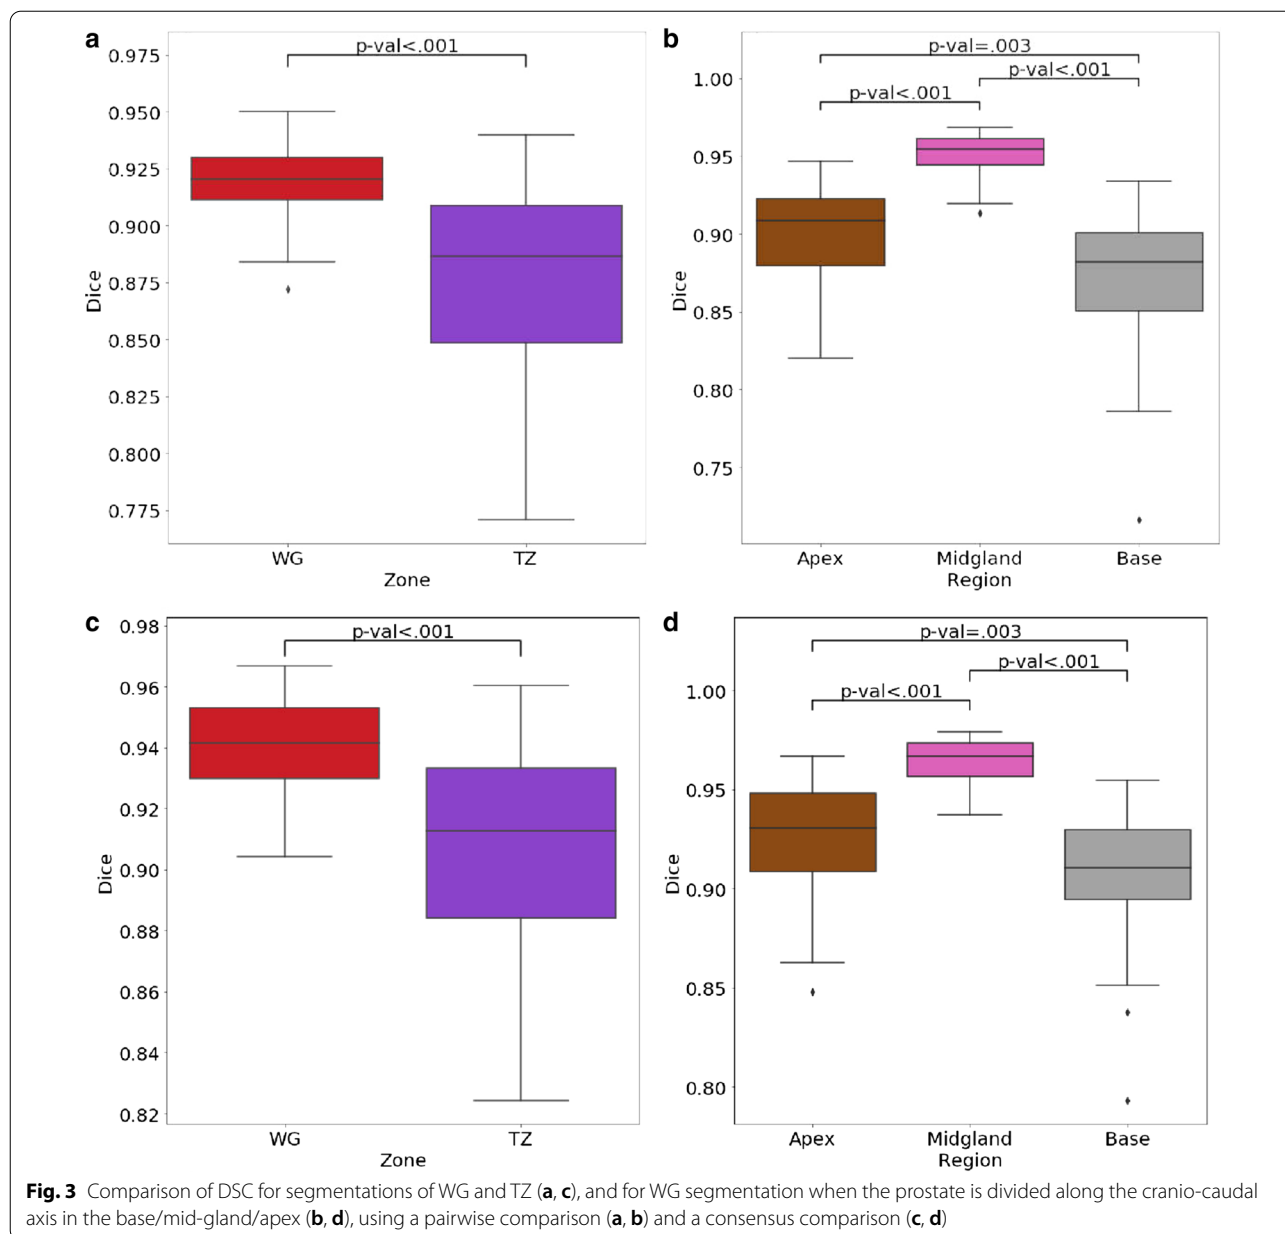 a
p-val<.001
0.975
0.950
0.925
0.900
0.875
0.850
0.825
0.800
0.775
Dice
WG
TZ
Zone
b
p-val=.003
p-val<.001
p-val<.001
1.00
0.95
0.90
0.85
0.80
0.75
Dice
Apex
Midgland
Base
Region
c
p-val<.001
0.98
0.96
0.94
0.92
0.90
0.88
0.86
0.84
0.82
Dice
WG
TZ
Zone
d
p-val=.003
p-val<.001
p-val<.001
1.00
0.95
0.90
0.85
0.80
Dice
Apex
Midgland
Base
Region
Fig. 3 Comparison of DSC for segmentations of WG and TZ (a, c), and for WG segmentation when the prostate is divided along the cranio-caudal
axis in the base/mid-gland/apex (b, d), using a pairwise comparison (a, b) and a consensus comparison (c, d)